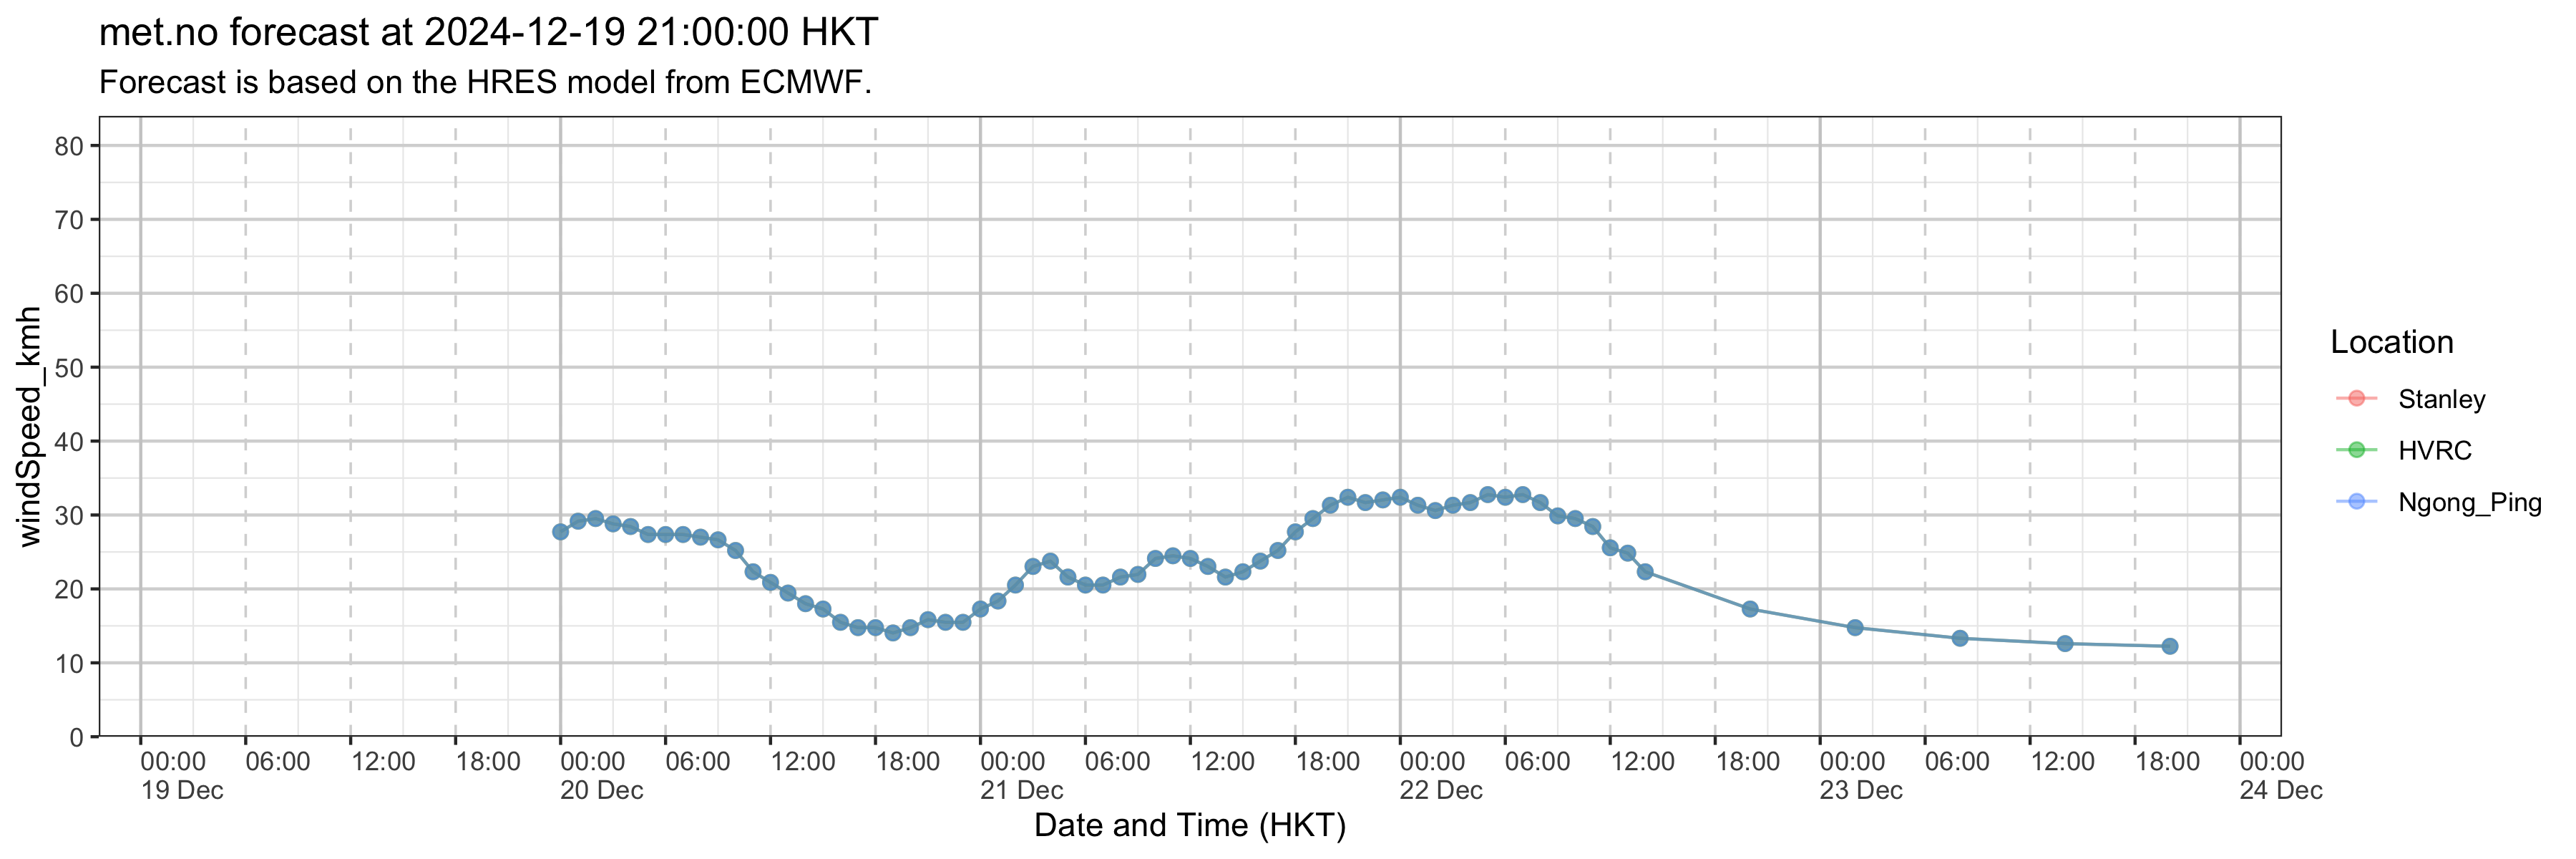 met.no forecast at 2024-12-19 21:00:00 HKT
Forecast is based on the HRES model from ECMWF.
windSpeed_kmh
80
70
60
50
40
30
20
10
0
00:00 06:00 12:00 18:00 00:00 06:00 12:00 18:00 00:00 06:00 12:00 18:00 00:00 06:00 12:00 18:00 00:00 06:00 12:00 18:00 00:00
19 Dec 20 Dec 21 Dec 22 Dec 23 Dec 24 Dec
Date and Time (HKT)
Location
Stanley
HVRC
Ngong_Ping